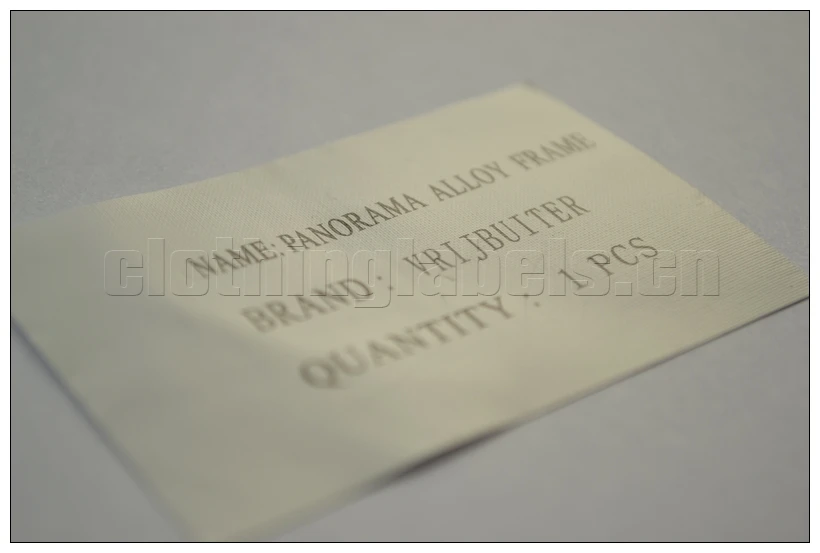 NAME:PANORAMA ALLOY FRAME
BRAND: VRIJBUITER
QUANTITY: 1 PCS
clothinglabels.cn